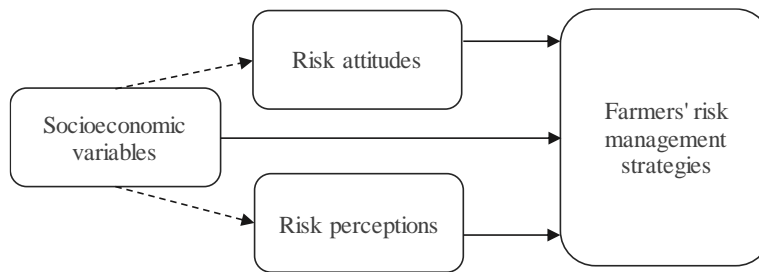 Risk attitudes
Socioeconomic
variables
Farmers' risk
management
strategies
Risk perceptions